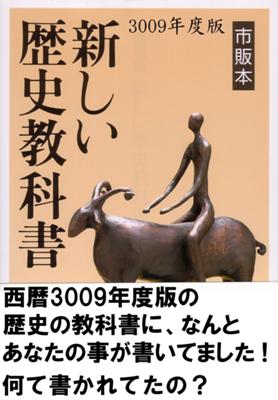 3009年度版
新しい
歴史教科書
市販本
西暦3009年度版の
歴史の教科書に、なんと
あなたの事が書いてました！
何て書かれてたの？